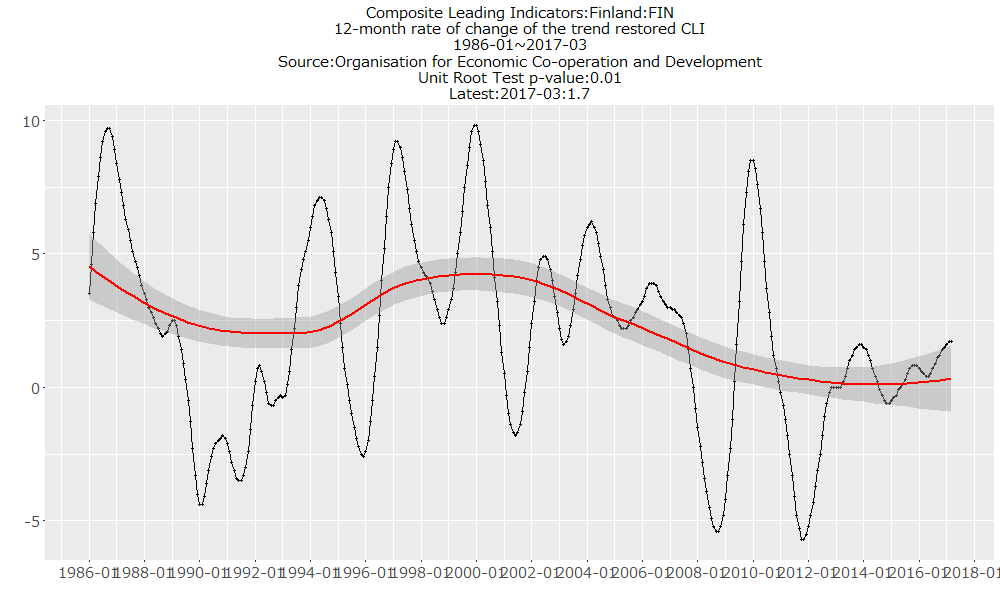 Composite Leading Indicators:Finland:FIN
12-month rate of change of the trend restored CLI
1986-01~2017-03
Source:Organisation for Economic Co-operation and Development
Unit Root Test p-value:0.01
Latest:2017-03:1.7
10
5
0
-5
1986-01 1988-01 1990-01 1992-01 1994-01 1996-01 1998-01 2000-01 2002-01 2004-01 2006-01 2008-01 2010-01 2012-01 2014-01 2016-01 2018-01